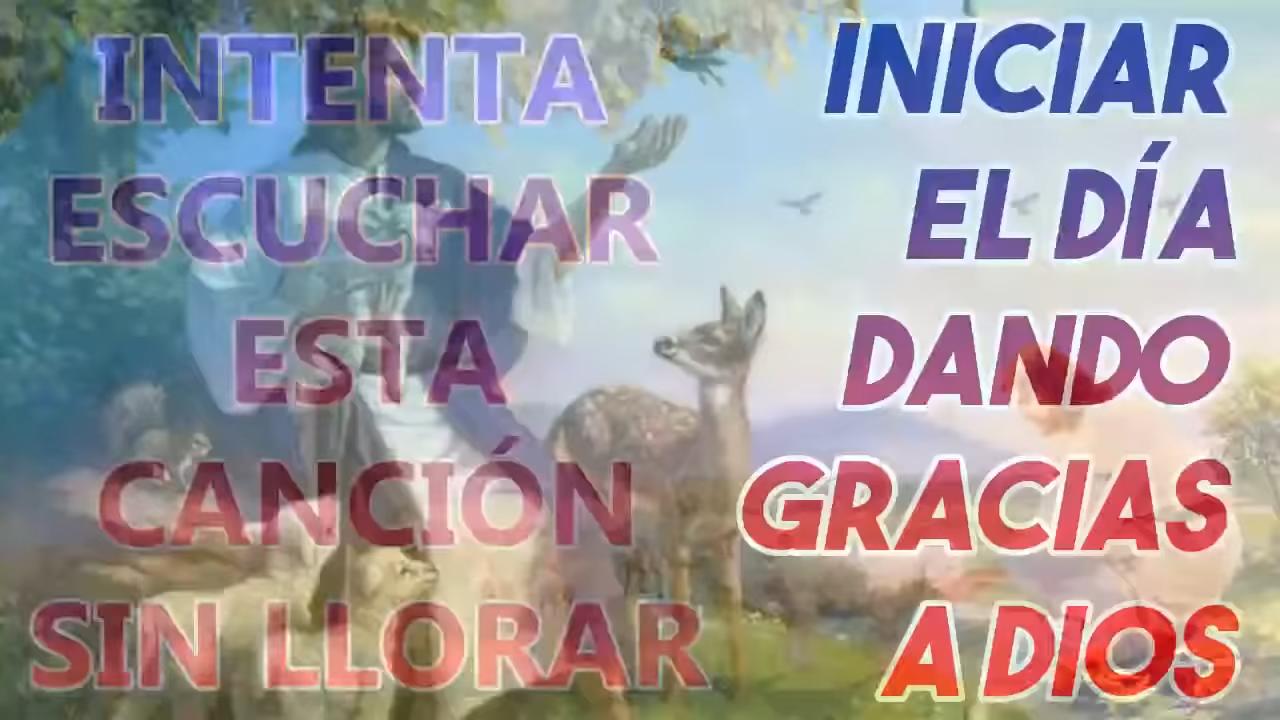 INTENTA
ESCUCHAR
ESTA
CANCIÓN
SIN LLORAR
INICIAR
EL DÍA
DANDO
GRACIAS
A DIOS